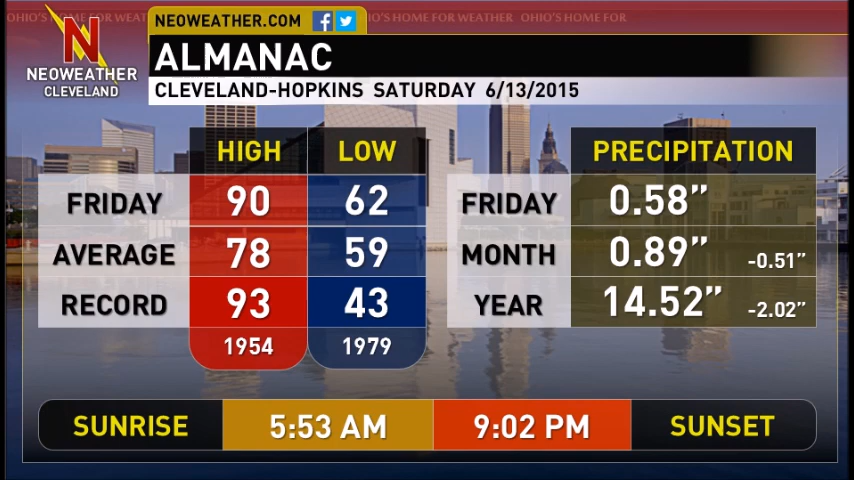 OHIO'S HOME FOR WEATHER OHIO'S HOME FOR WEATHER OHIO'S HOME FOR
NEOWEATHER.COM f
N
NEOWEATHER
CLEVELAND
ALMANAC
CLEVELAND-HOPKINS SATURDAY 6/13/2015
HIGH LOW PRECIPITATION
FRIDAY 90 62 FRIDAY 0.58”
AVERAGE 78 59 MONTH 0.89” -0.51”
RECORD 93 43 YEAR 14.52” -2.02”
1954 1979
SUNRISE 5:53 AM 9:02 PM SUNSET